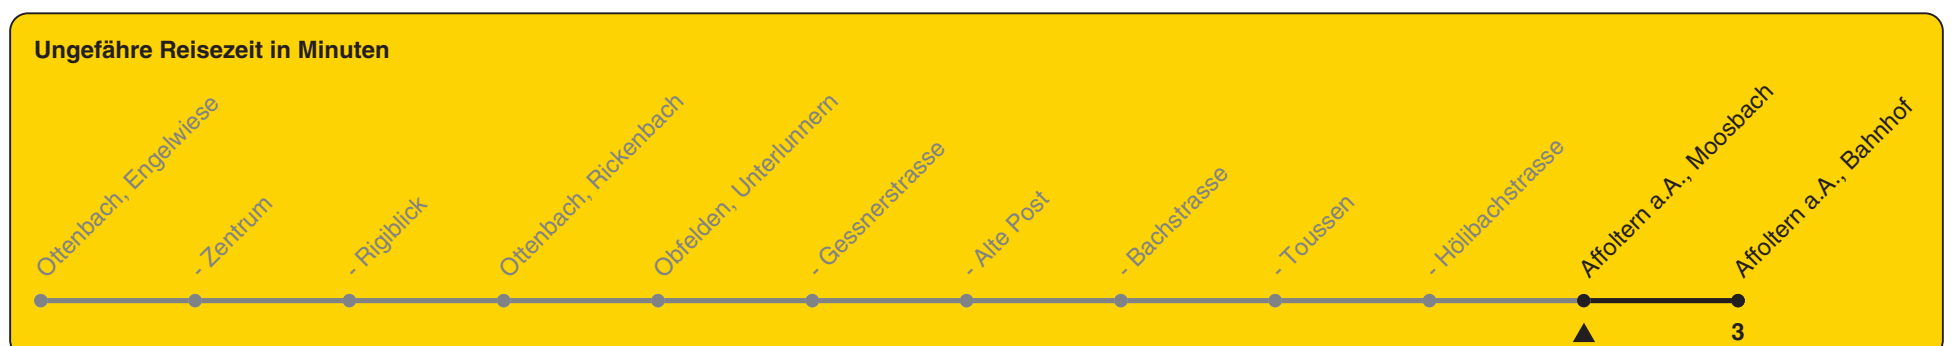 Ungefähre Reisezeit in Minuten
Ottenbach, Engelwiese
- Zentrum
- Rigiblick
Ottenbach, Rickenbach
Obfelden, Unterlunnern
- Gessnerstrasse
- Alte Post
- Bachstrasse
- Toussen
- Hölibachstrasse
Affoltern a.A., Moosbach
Affoltern a.A., Bahnhof
3